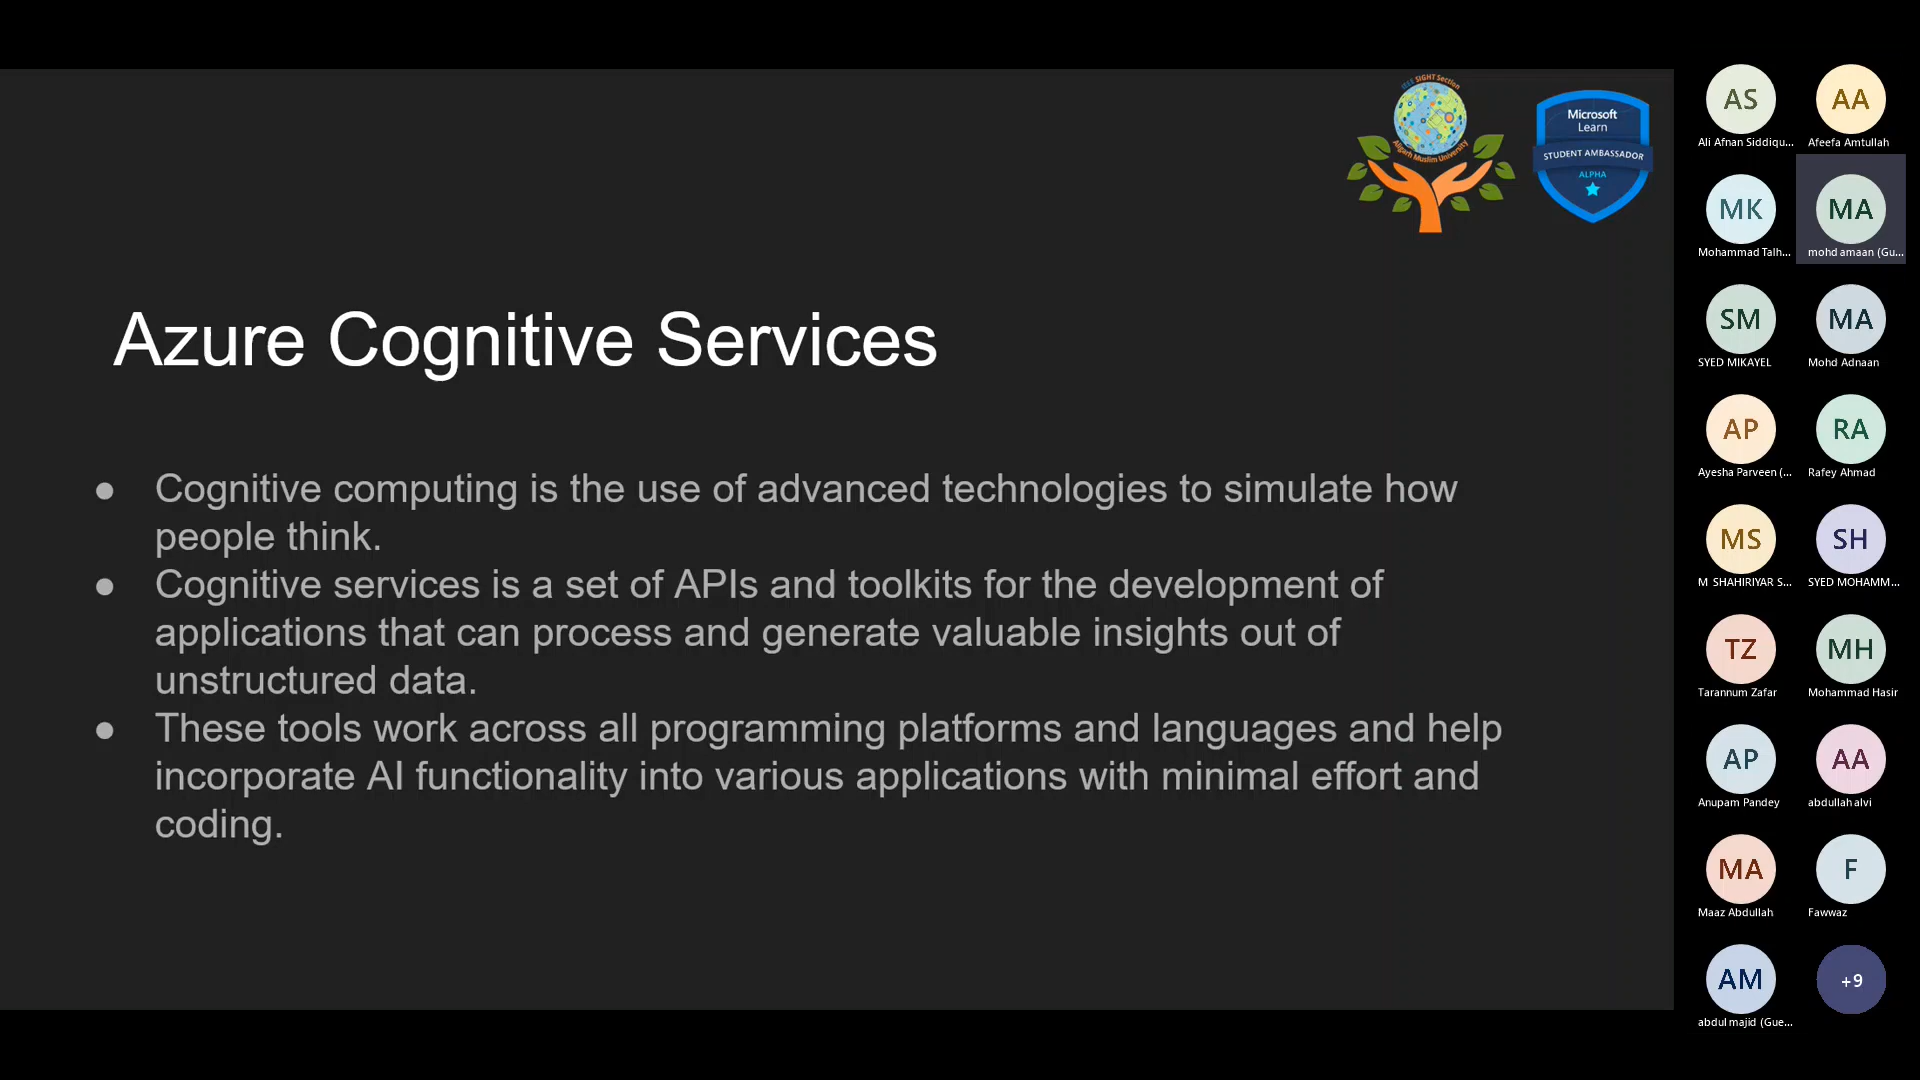 IEEE SIGHT Section
Aligarh Muslim University
Microsoft
Learn
STUDENT AMBASSADOR
ALPHA
Azure Cognitive Services
● Cognitive computing is the use of advanced technologies to simulate how
people think.
● Cognitive services is a set of APIs and toolkits for the development of
applications that can process and generate valuable insights out of
unstructured data.
● These tools work across all programming platforms and languages and help
incorporate AI functionality into various applications with minimal effort and
coding.
AS AA
Ali Afnan Siddiqu... Afeefa Amtullah
MK MA
Mohammad Talh... mohd amaan (Gu...
SM MA
SYED MIKAYEL Mohd Adnaan
AP RA
Ayesha Parveen (... Rafey Ahmad
MS SH
M SHAHIRIYAR S... SYED MOHAMM...
TZ MH
Tarannum Zafar Mohammad Hasir
AP AA
Anupam Pandey abdullah alvi
MA F
Maaz Abdullah Fawwaz
AM +9
abdul majid (Gue...